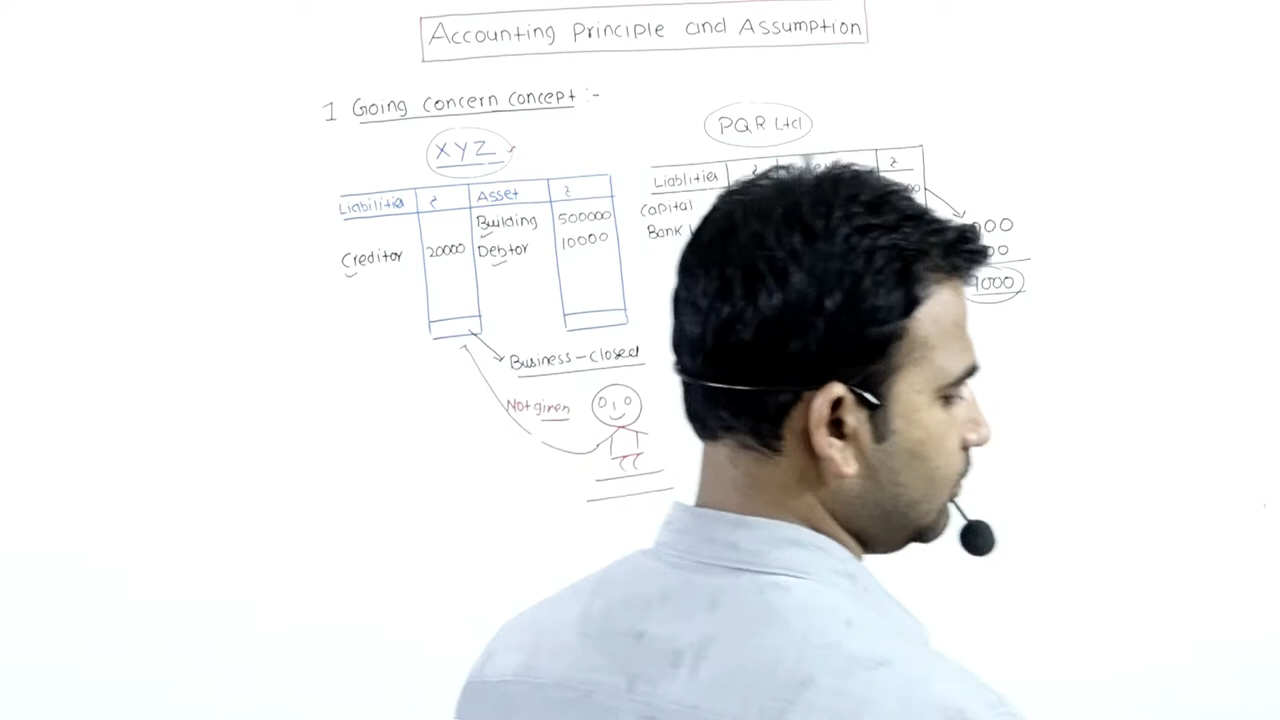 Accounting Principle and Assumption
1 Going Concern Concept :-
XYZ
Liabilities ₹ Asset ₹
Building 500000
Creditor 20000 Debtor 10000
Business - Closed
Not given
PQR Ltd
Liablities ₹ ₹
Capital
Bank